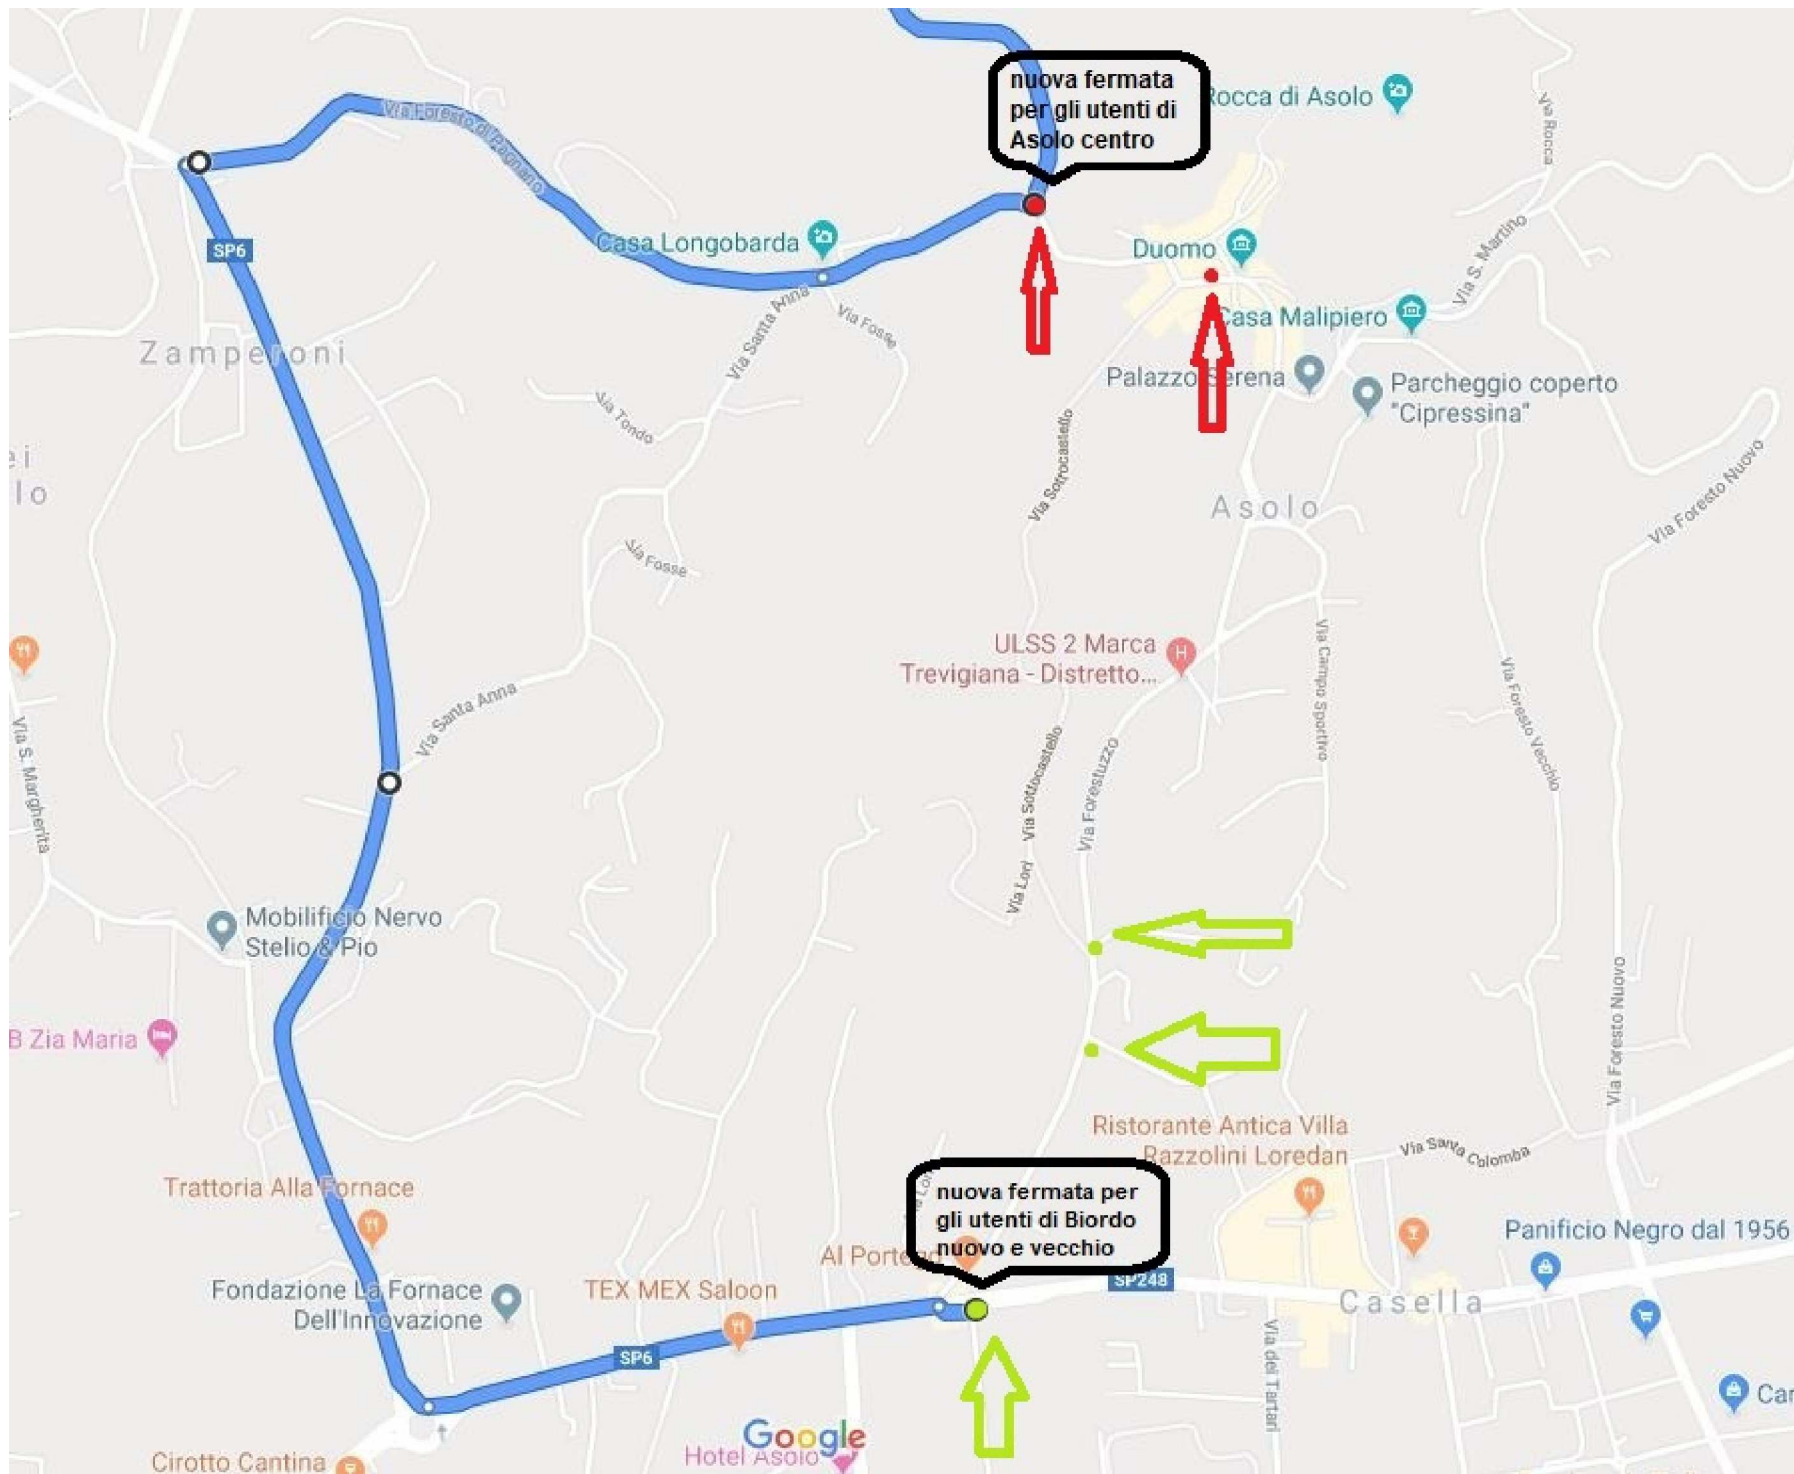 nuova fermata
per gli utenti di
Asolo centro
Rocca di Asolo
Via Rocca
Via Foresto di Pagnano
SP6
Casa Longobarda
Duomo
Via S. Martino
Via Santa Anna
Via Fosse
Casa Malipiero
Zamperoni
Palazzo Serena
Parcheggio coperto
"Cipressina"
Via Tondo
Via Sottocastello
ei
lo
Asolo
Via Foresto Nuovo
Via Fosse
ULSS 2 Marca
Trevigiana - Distretto...
Via Campo Sportivo
Via Foresto Vecchio
Via Santa Anna
Via S. Margherita
Via Sottocastello
Via Forestuzzo
Via Lori
Mobilificio Nervo
Stelio & Pio
Via Foresto Nuovo
B Zia Maria
Ristorante Antica Villa
Razzolini Loredan
Via Santa Colomba
Trattoria Alla Fornace
nuova fermata per
gli utenti di Biordo
nuovo e vecchio
Al Porte
Panificio Negro dal 1956
SP248
Casella
Fondazione La Fornace
Dell'Innovazione
TEX MEX Saloon
SP6
Via dei Tartari
Car
Google
Hotel Asolo
Cirotto Cantina